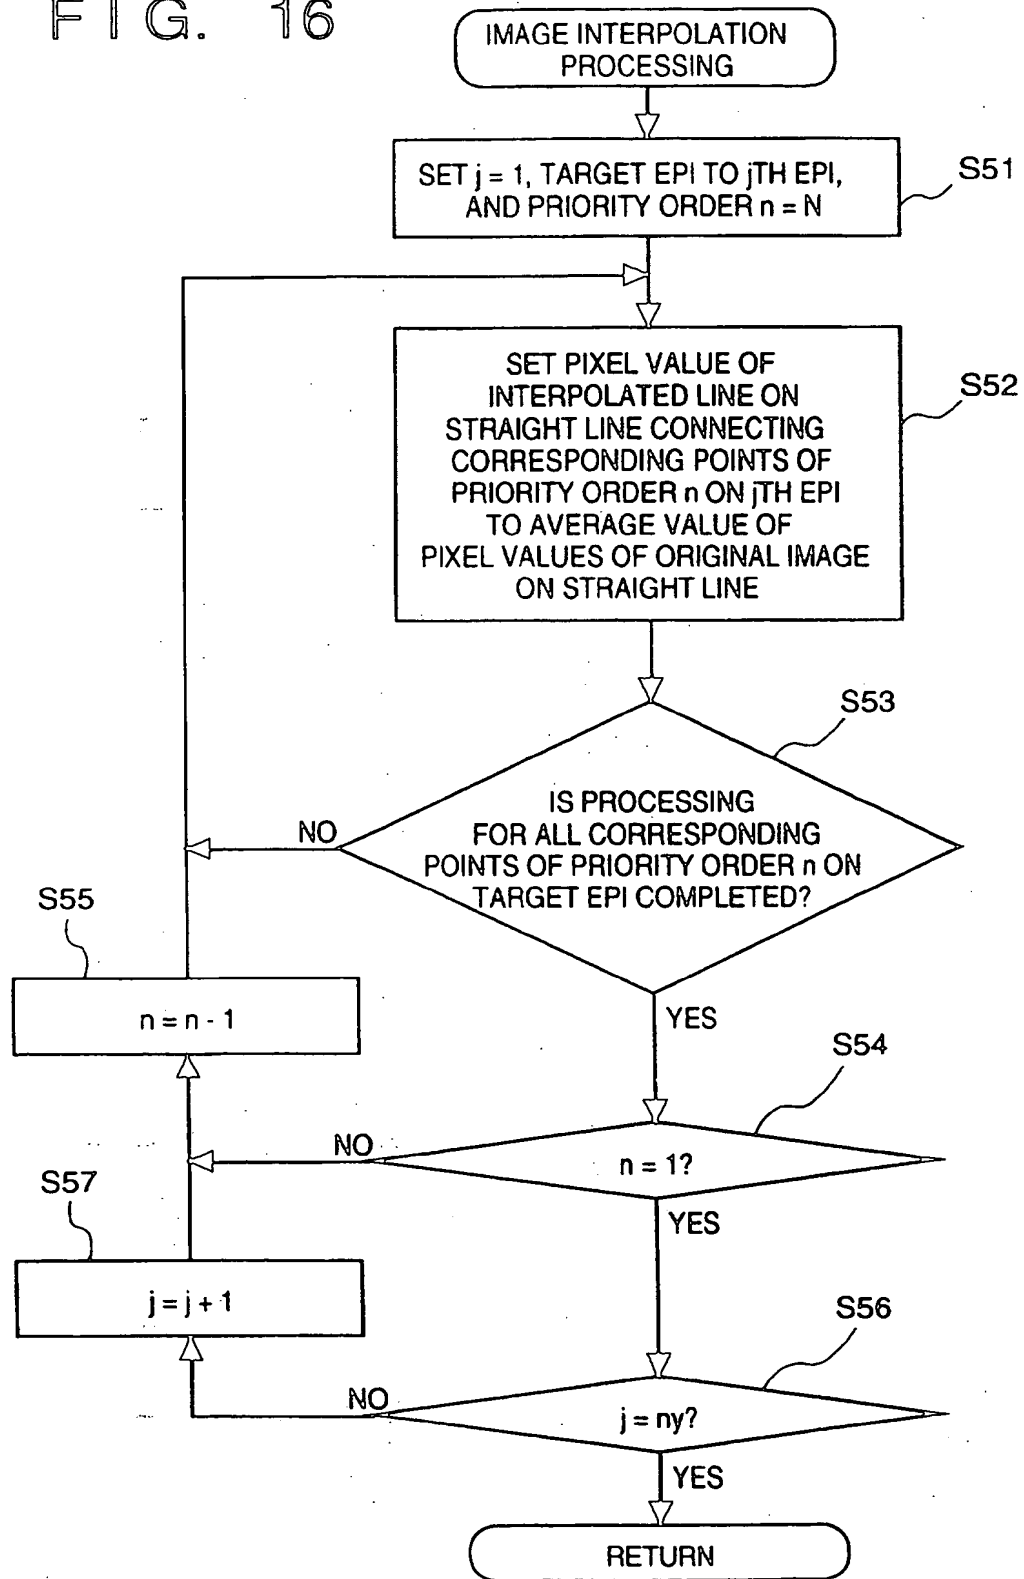 FIG. 16
IMAGE INTERPOLATION
PROCESSING
SET j = 1, TARGET EPI TO jTH EPI,
AND PRIORITY ORDER n = N
S51
SET PIXEL VALUE OF
INTERPOLATED LINE ON
STRAIGHT LINE CONNECTING
CORRESPONDING POINTS OF
PRIORITY ORDER n ON jTH EPI
TO AVERAGE VALUE OF
PIXEL VALUES OF ORIGINAL IMAGE
ON STRAIGHT LINE
S52
S53
IS PROCESSING
FOR ALL CORRESPONDING
POINTS OF PRIORITY ORDER n ON
TARGET EPI COMPLETED?
NO
YES
S55
n = n - 1
S54
n = 1?
NO
YES
S57
j = j + 1
S56
j = ny?
NO
YES
RETURN